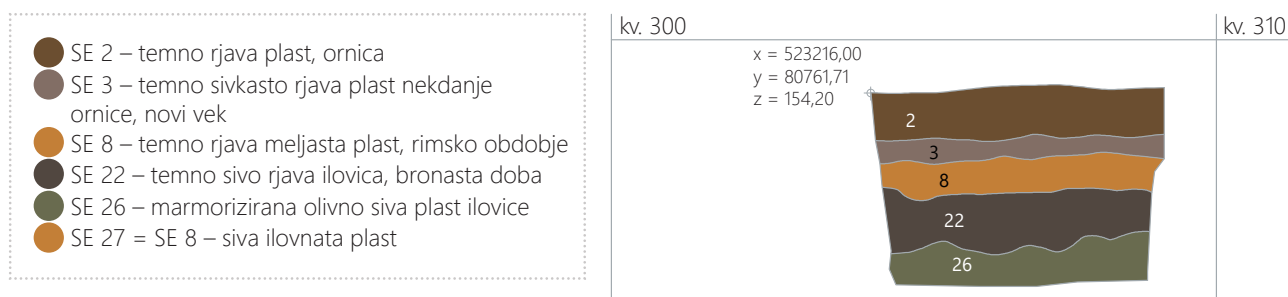 SE 2 – temno rjava plast, ornica
SE 3 – temno sivkasto rjava plast nekdanje
ornice, novi vek
SE 8 – temno rjava meljasta plast, rimsko obdobje
SE 22 – temno sivo rjava ilovica, bronasta doba
SE 26 – marmorizirana olivno siva plast ilovice
SE 27 = SE 8 – siva ilovnata plast
kv. 300
kv. 310
x = 523216,00
y = 80761,71
z = 154,20
2
3
8
22
26